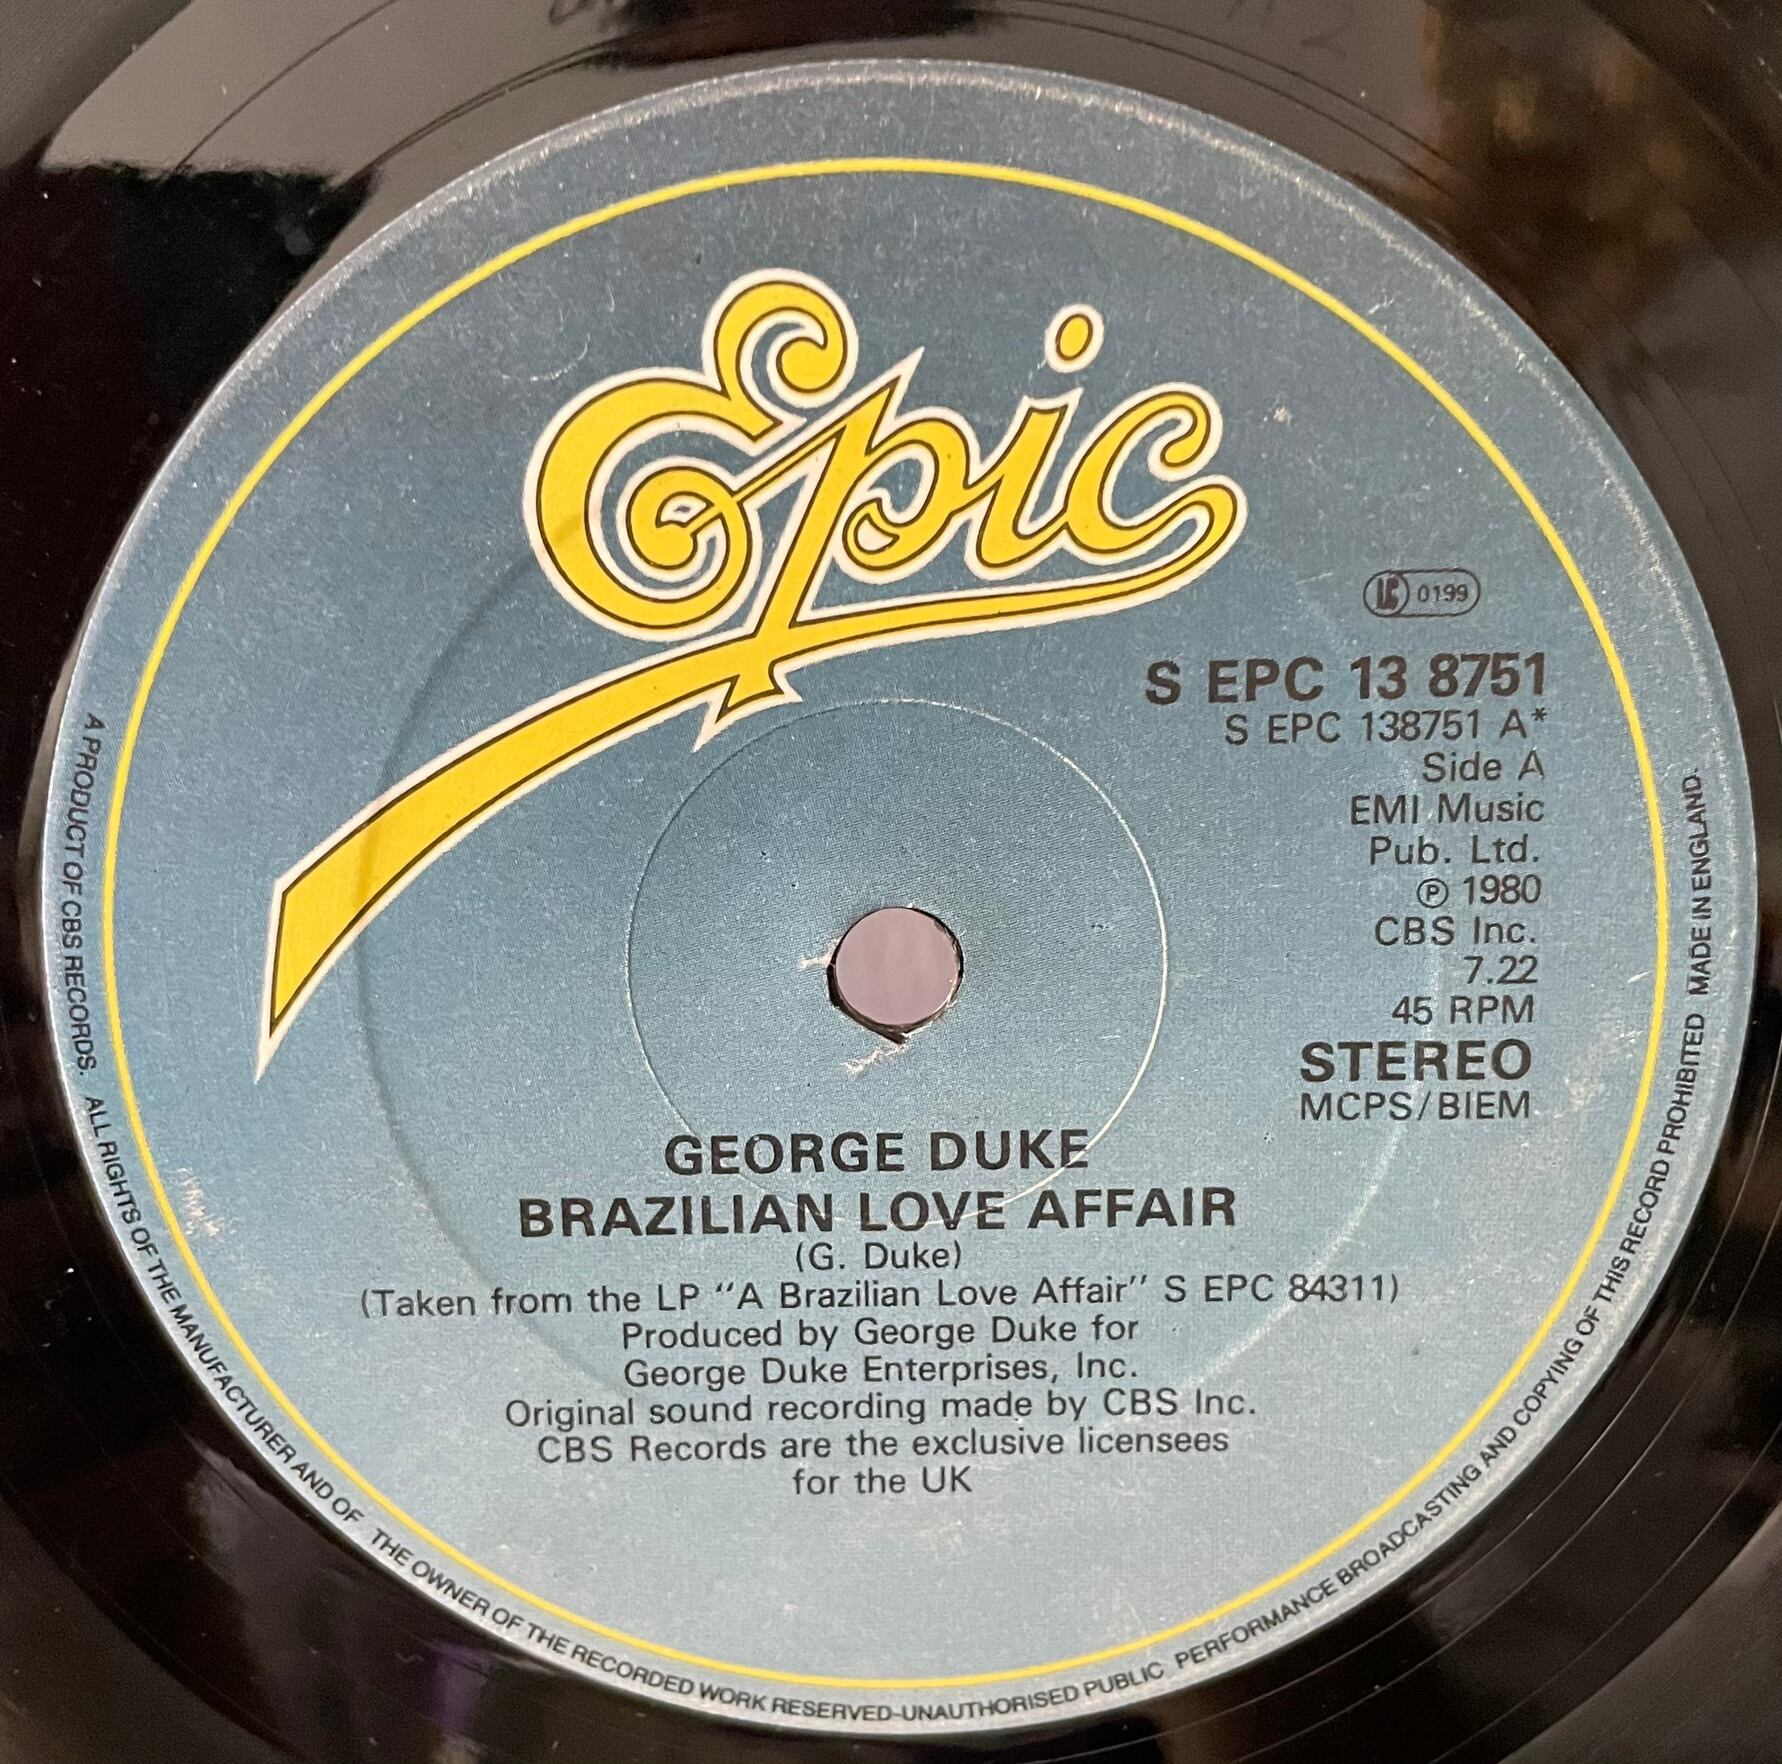 Epic
LC 0199
S EPC 13 8751
S EPC 138751 A*
Side A
EMI Music
Pub. Ltd.
℗ 1980
CBS Inc.
7.22
45 RPM
STEREO
MCPS/BIEM
GEORGE DUKE
BRAZILIAN LOVE AFFAIR
(G. Duke)
(Taken from the LP "A Brazilian Love Affair" S EPC 84311)
Produced by George Duke for
George Duke Enterprises, Inc.
Original sound recording made by CBS Inc.
CBS Records are the exclusive licensees
for the UK
A PRODUCT OF CBS RECORDS. ALL RIGHTS OF THE MANUFACTURER AND OF THE OWNER OF THE RECORDED WORK RESERVED-UNAUTHORISED PUBLIC PERFORMANCE BROADCASTING AND COPYING OF THIS RECORD PROHIBITED MADE IN ENGLAND.